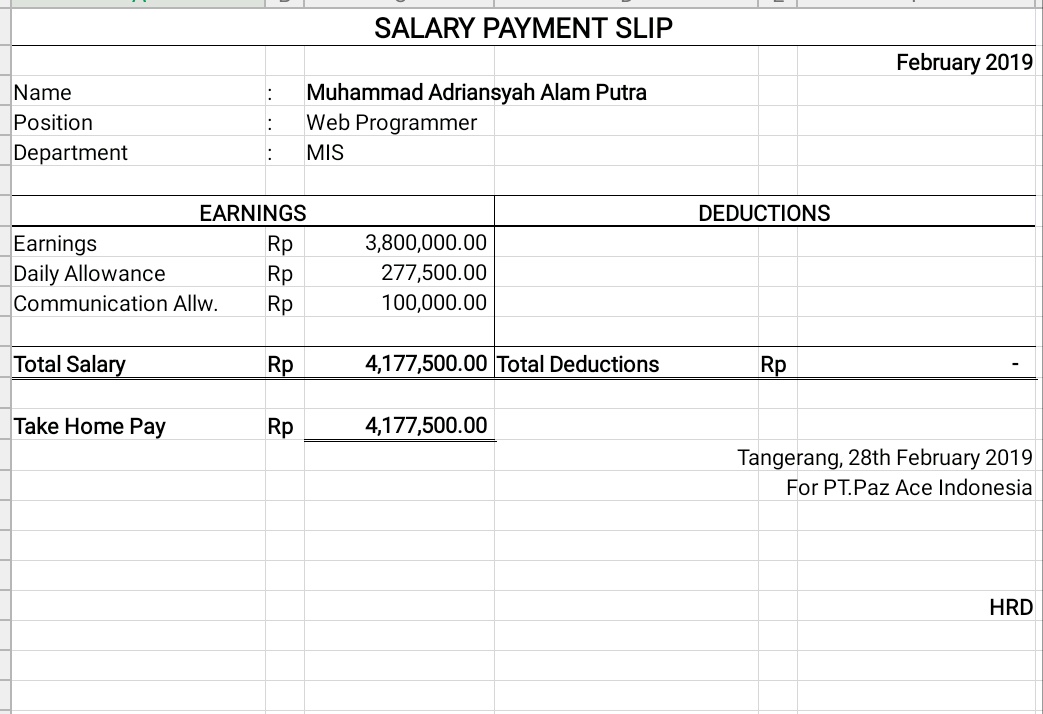 SALARY PAYMENT SLIP
February 2019
Name : Muhammad Adriansyah Alam Putra
Position : Web Programmer
Department : MIS
EARNINGS DEDUCTIONS
Earnings Rp 3,800,000.00
Daily Allowance Rp 277,500.00
Communication Allw. Rp 100,000.00
Total Salary Rp 4,177,500.00 Total Deductions Rp -
Take Home Pay Rp 4,177,500.00
Tangerang, 28th February 2019
For PT.Paz Ace Indonesia
HRD